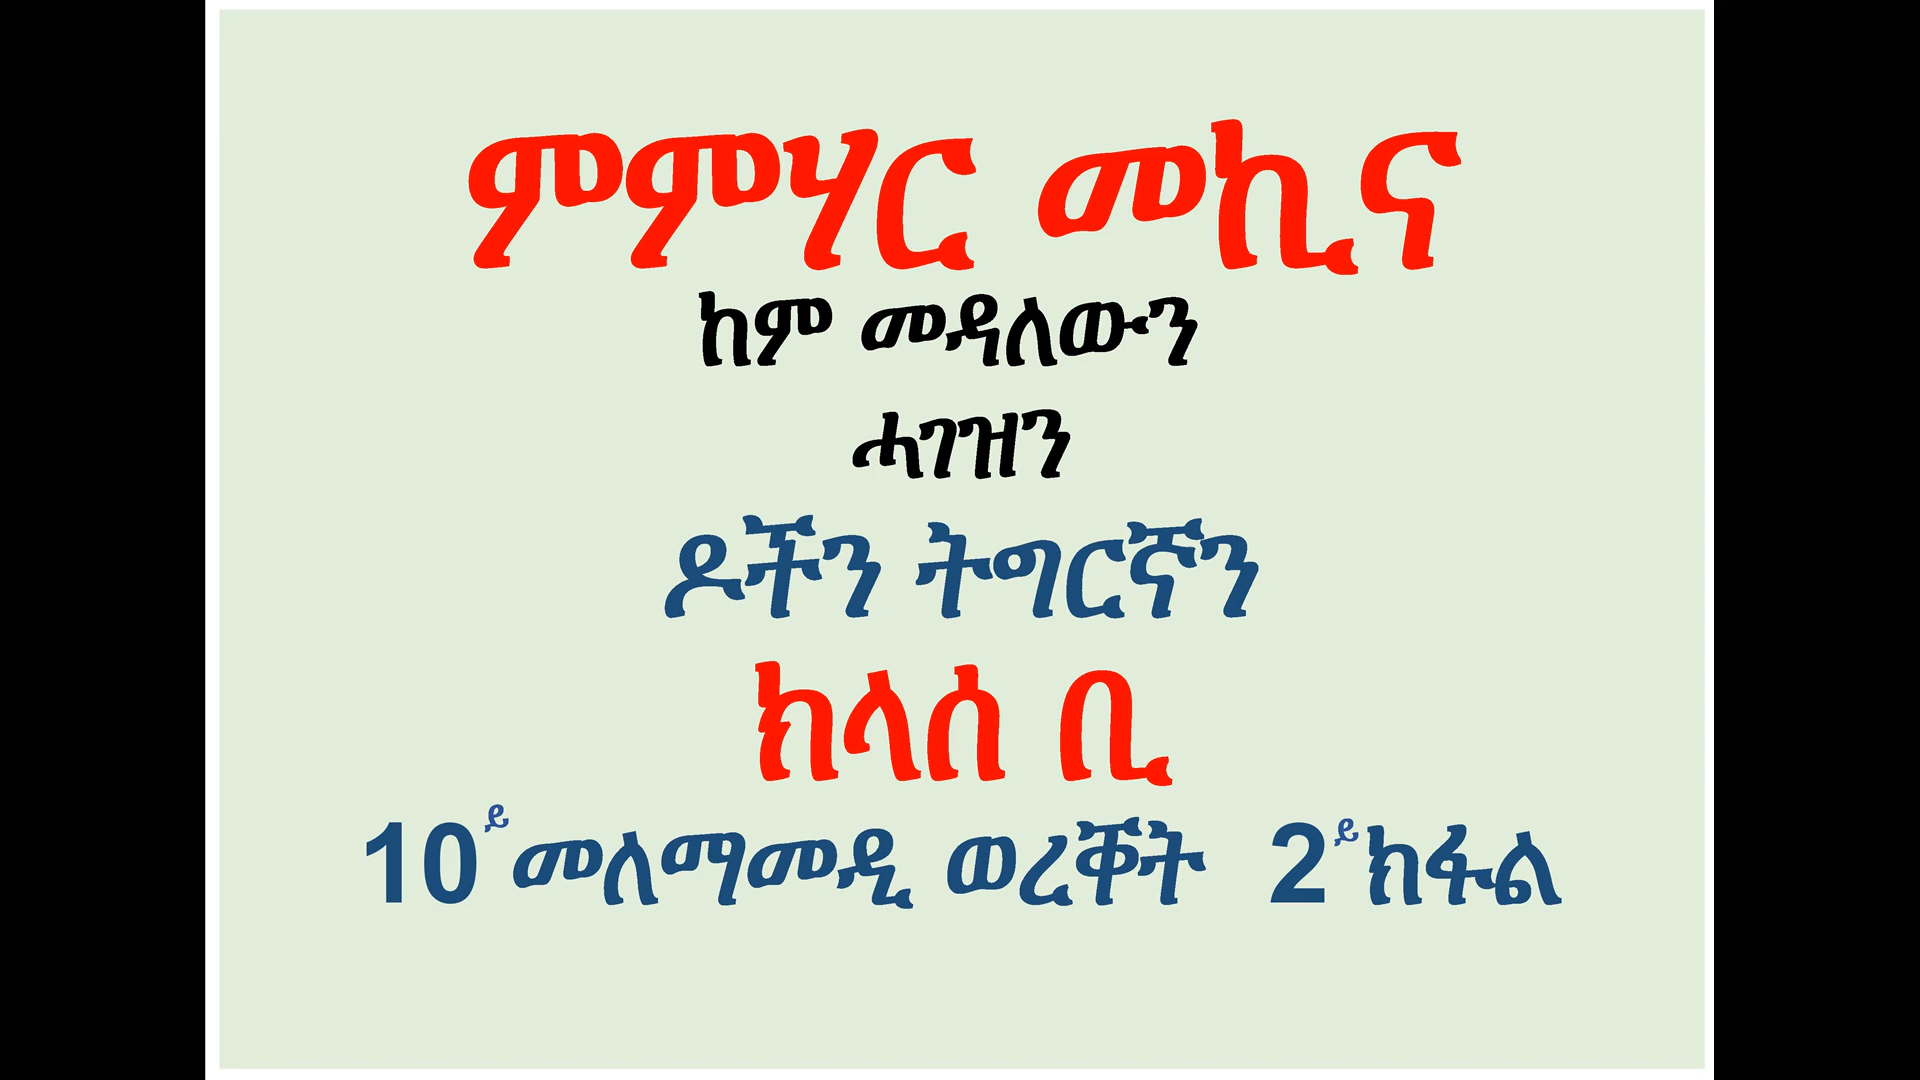 ምምሃር መኪና
ከም መዳለውን
ሓገዝን
ዶችን ትግርኛን
ክላሰ ቢ
10ይ መለማመዲ ወረቐት 2ይ ክፋል